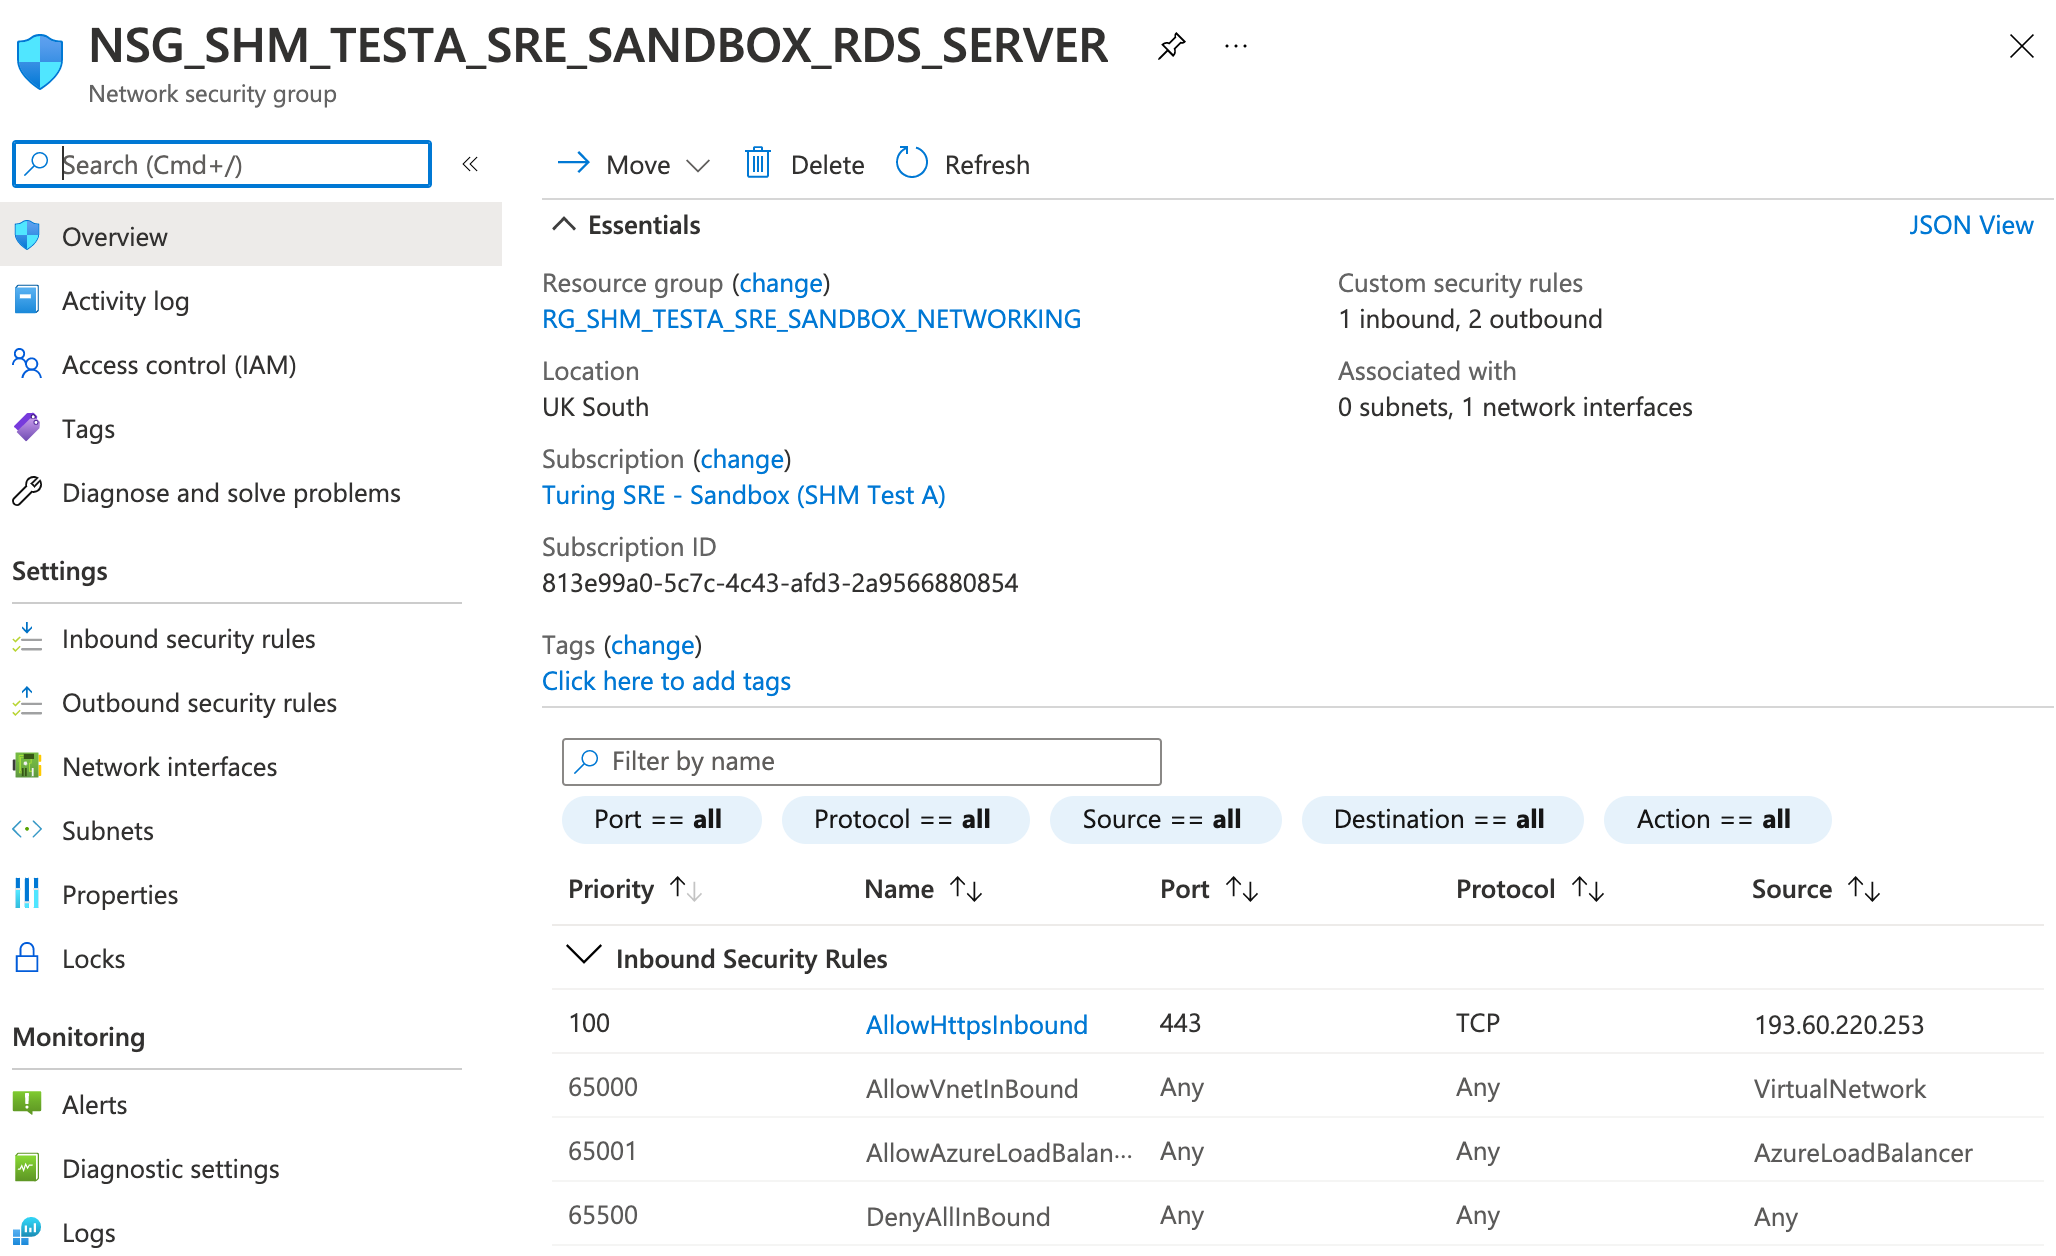 NSG_SHM_TESTA_SRE_SANDBOX_RDS_SERVER
Network security group
Search (Cmd+/)
Overview
Activity log
Access control (IAM)
Tags
Diagnose and solve problems
Settings
Inbound security rules
Outbound security rules
Network interfaces
Subnets
Properties
Locks
Monitoring
Alerts
Diagnostic settings
Logs
Move Delete Refresh
Essentials JSON View
Resource group (change)
RG_SHM_TESTA_SRE_SANDBOX_NETWORKING
Location
UK South
Subscription (change)
Turing SRE - Sandbox (SHM Test A)
Subscription ID
813e99a0-5c7c-4c43-afd3-2a9566880854
Custom security rules
1 inbound, 2 outbound
Associated with
0 subnets, 1 network interfaces
Tags (change)
Click here to add tags
Filter by name
Port == all Protocol == all Source == all Destination == all Action == all
Priority Name Port Protocol Source
Inbound Security Rules
100 AllowHttpsInbound 443 TCP 193.60.220.253
65000 AllowVnetInBound Any Any VirtualNetwork
65001 AllowAzureLoadBalan··· Any Any AzureLoadBalancer
65500 DenyAllInBound Any Any Any